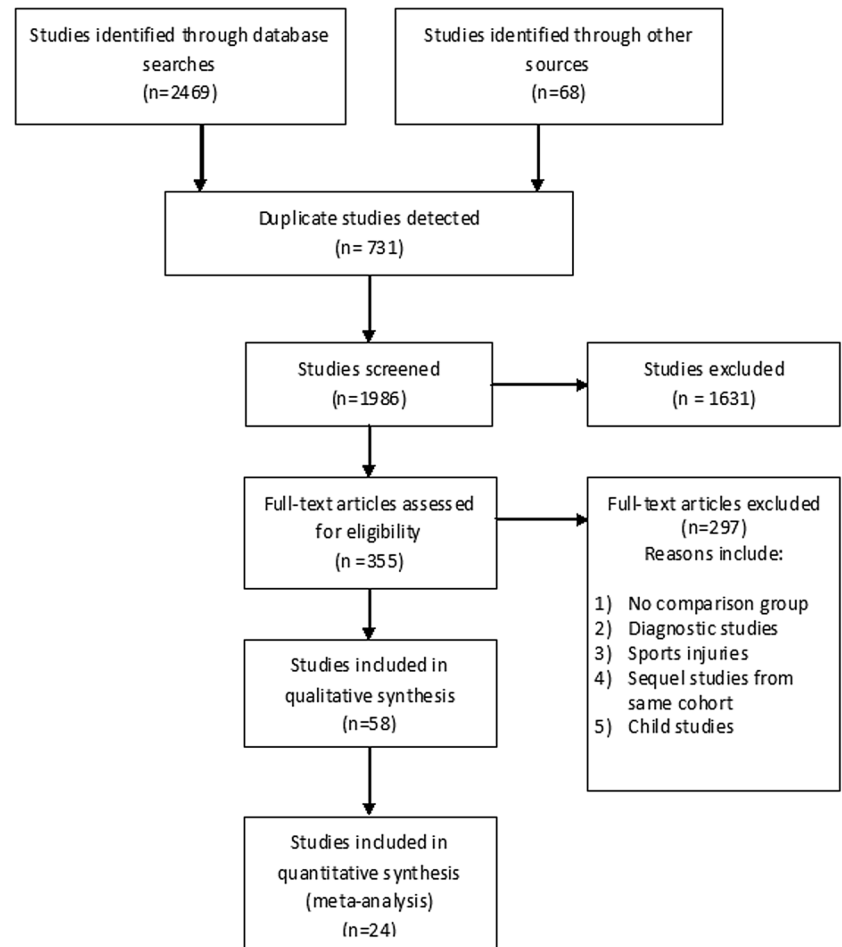 Studies identified through database
searches
(n=2469)
Studies identified through other
sources
(n=68)
Duplicate studies detected
(n= 731)
Studies screened
(n=1986)
Studies excluded
(n = 1631)
Full-text articles assessed
for eligibility
(n =355)
Full-text articles excluded
(n=297)
Reasons include:
1) No comparison group
2) Diagnostic studies
3) Sports injuries
4) Sequel studies from
same cohort
5) Child studies
Studies included in
qualitative synthesis
(n=58)
Studies included in
quantitative synthesis
(meta-analysis)
(n=24)